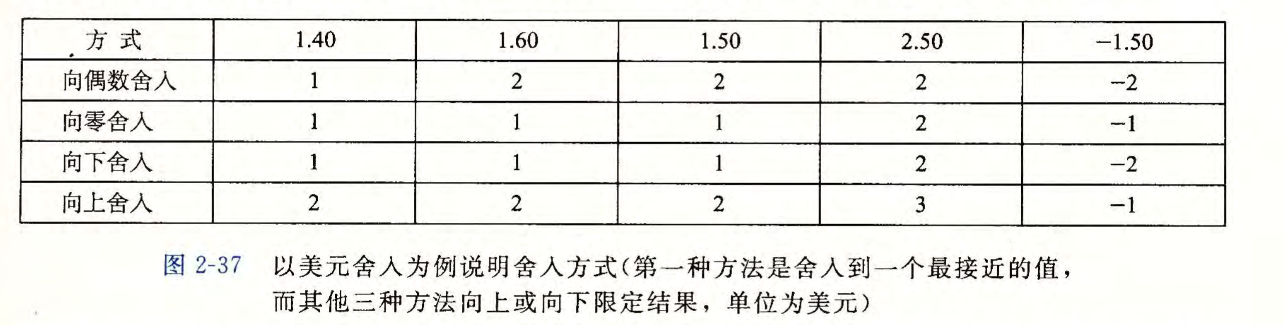 方 式 1.40 1.60 1.50 2.50 −1.50
向偶数舍入 1 2 2 2 −2
向零舍入 1 1 1 2 −1
向下舍入 1 1 1 2 −2
向上舍入 2 2 2 3 −1
图 2-37 以美元舍入为例说明舍入方式(第一种方法是舍入到一个最接近的值，
而其他三种方法向上或向下限定结果，单位为美元)